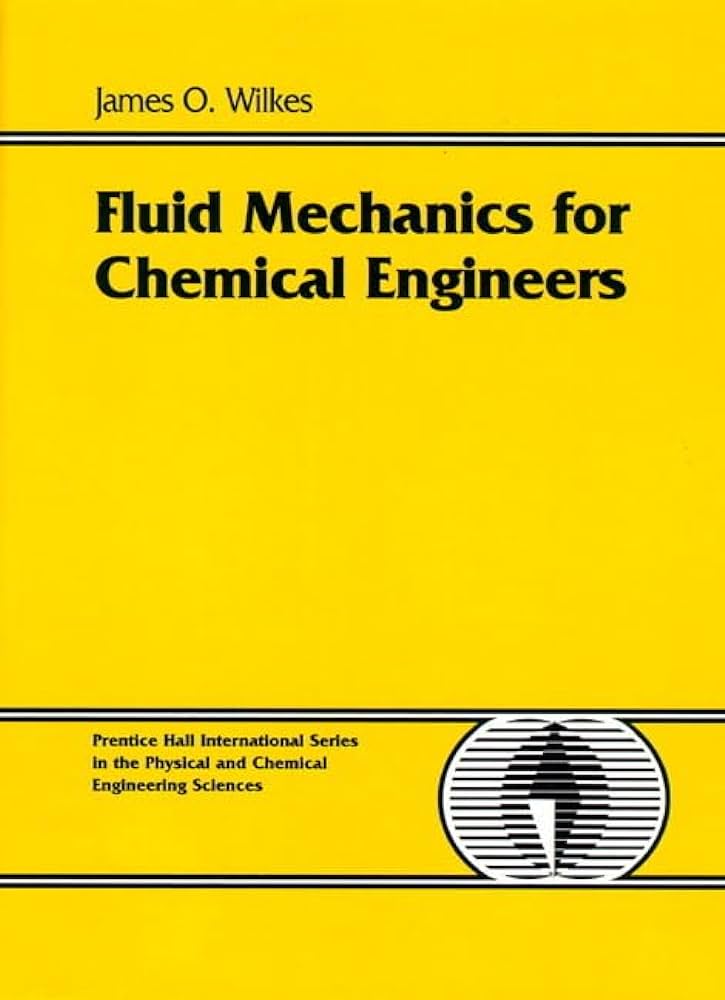 James O. Wilkes
Fluid Mechanics for
Chemical Engineers
Prentice Hall International Series
in the Physical and Chemical
Engineering Sciences